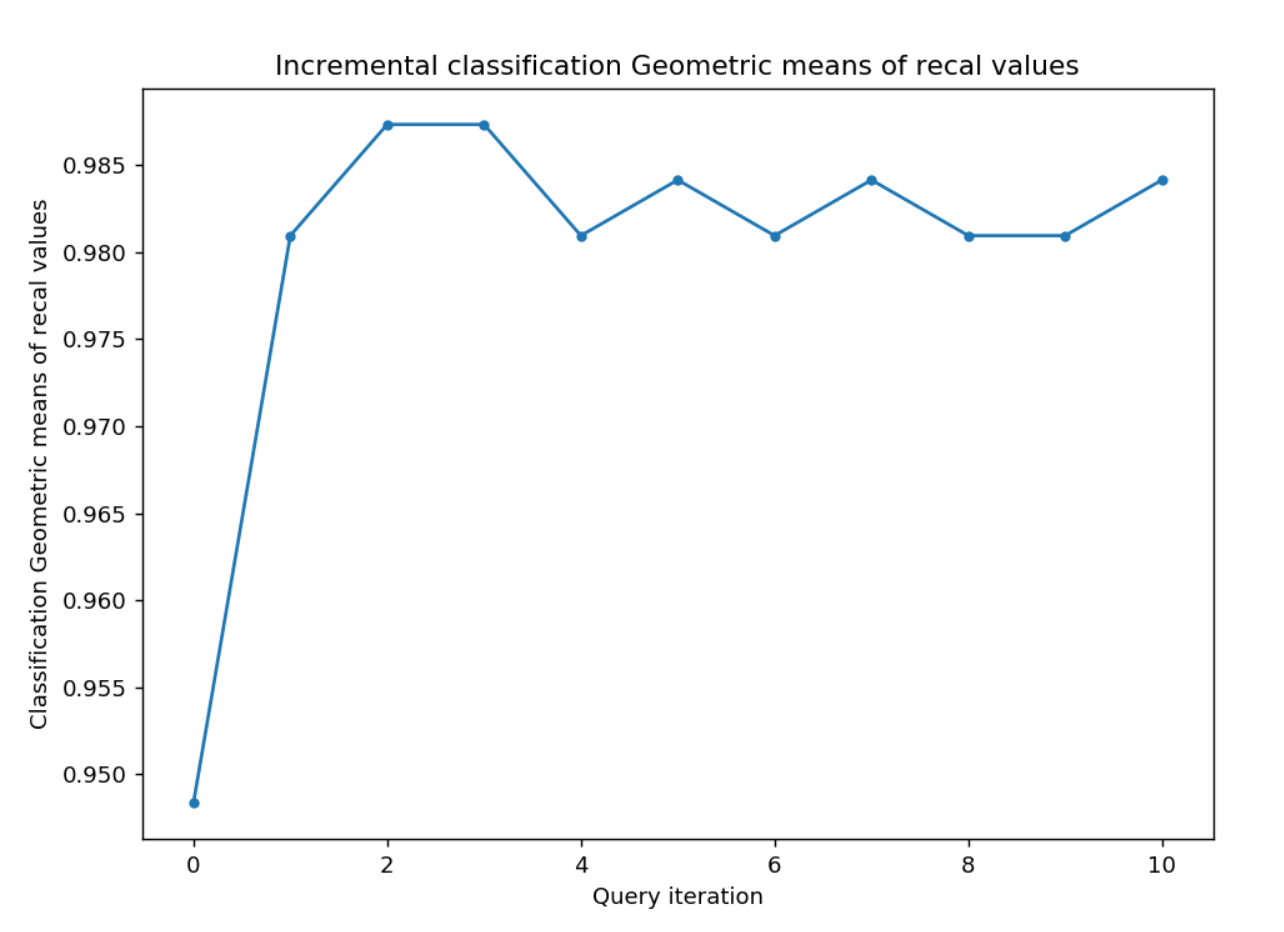 Incremental classification Geometric means of recal values
Classification Geometric means of recal values
0.985
0.980
0.975
0.970
0.965
0.960
0.955
0.950
0 2 4 6 8 10
Query iteration